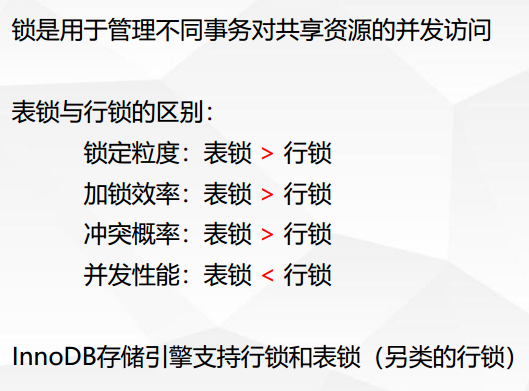 锁是用于管理不同事务对共享资源的并发访问
表锁与行锁的区别：
锁定粒度：表锁 > 行锁
加锁效率：表锁 > 行锁
冲突概率：表锁 > 行锁
并发性能：表锁 < 行锁
InnoDB存储引擎支持行锁和表锁（另类的行锁）